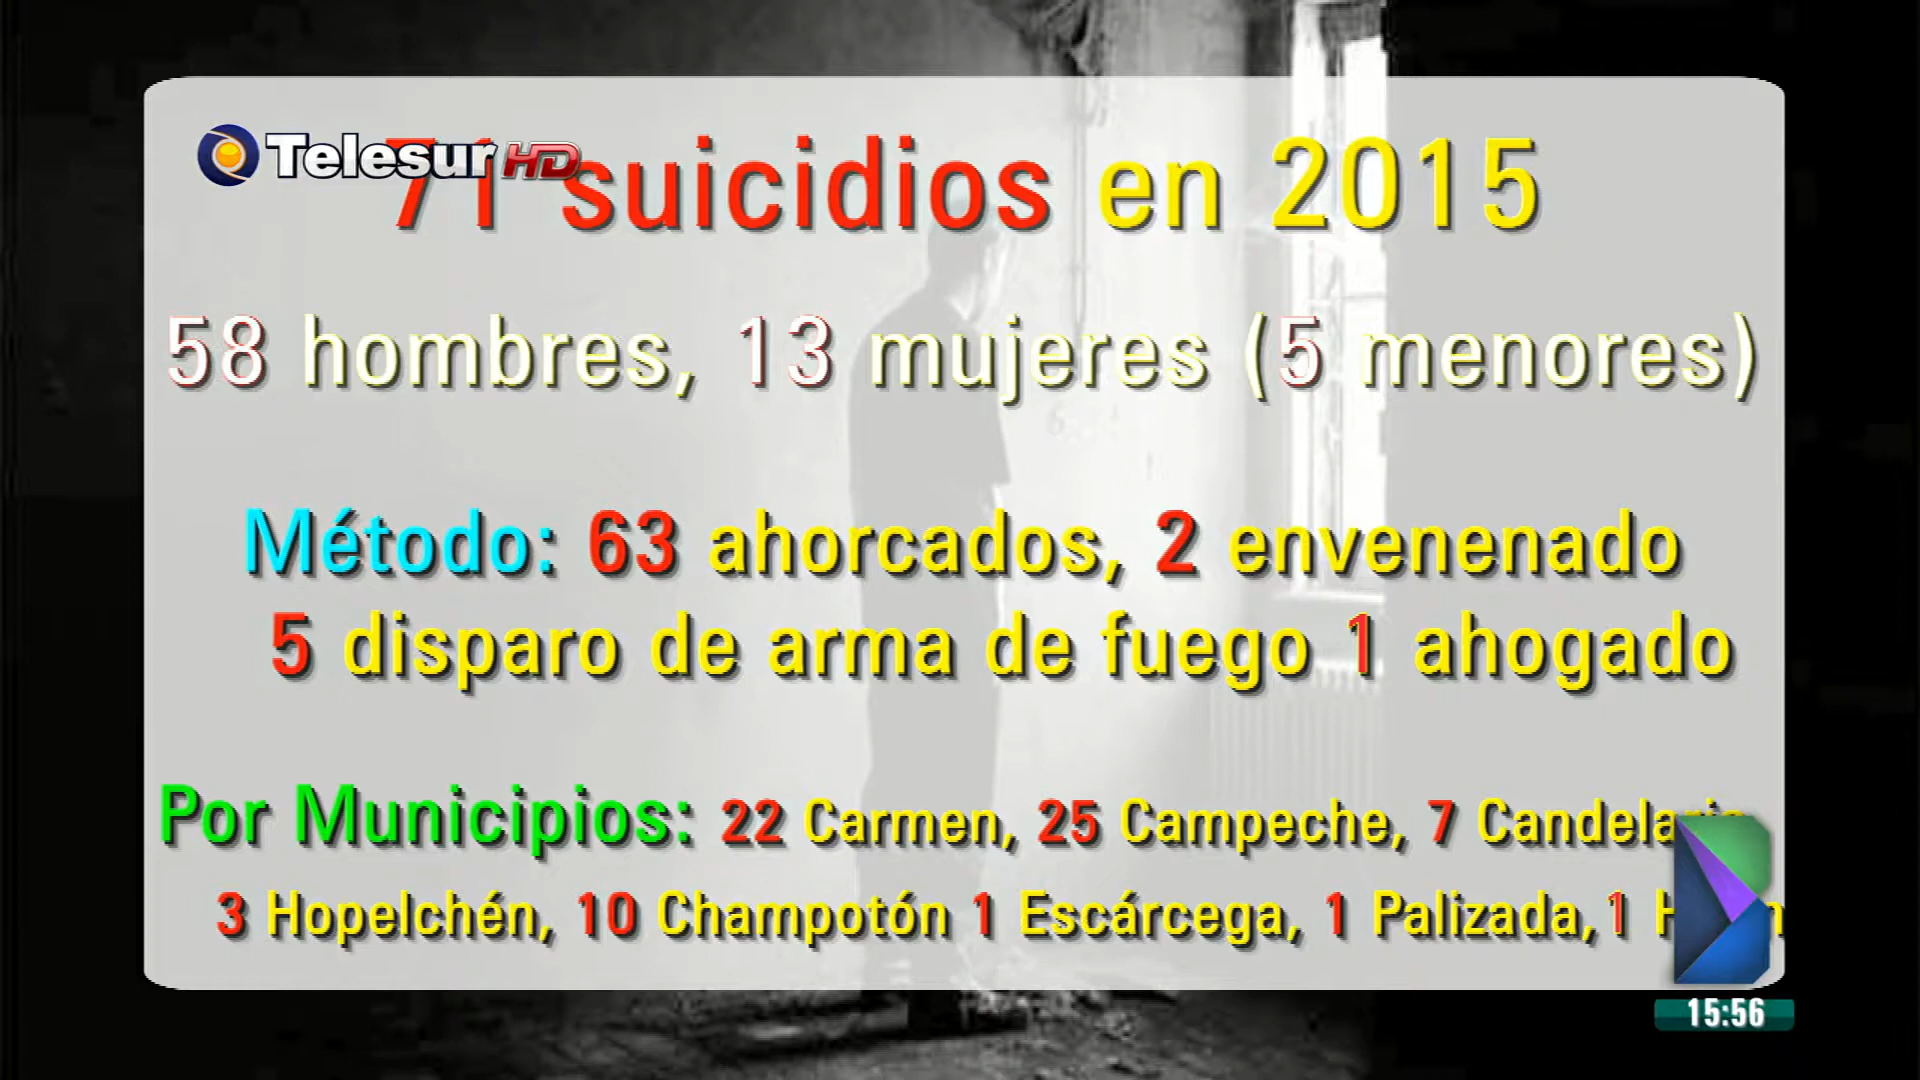 Telesur HD
71 suicidios en 2015
58 hombres, 13 mujeres (5 menores)
Método: 63 ahorcados, 2 envenenado
5 disparo de arma de fuego 1 ahogado
Por Municipios: 22 Carmen, 25 Campeche, 7 Candelaria
3 Hopelchén, 10 Champotón 1 Escárcega, 1 Palizada, 1
15:56